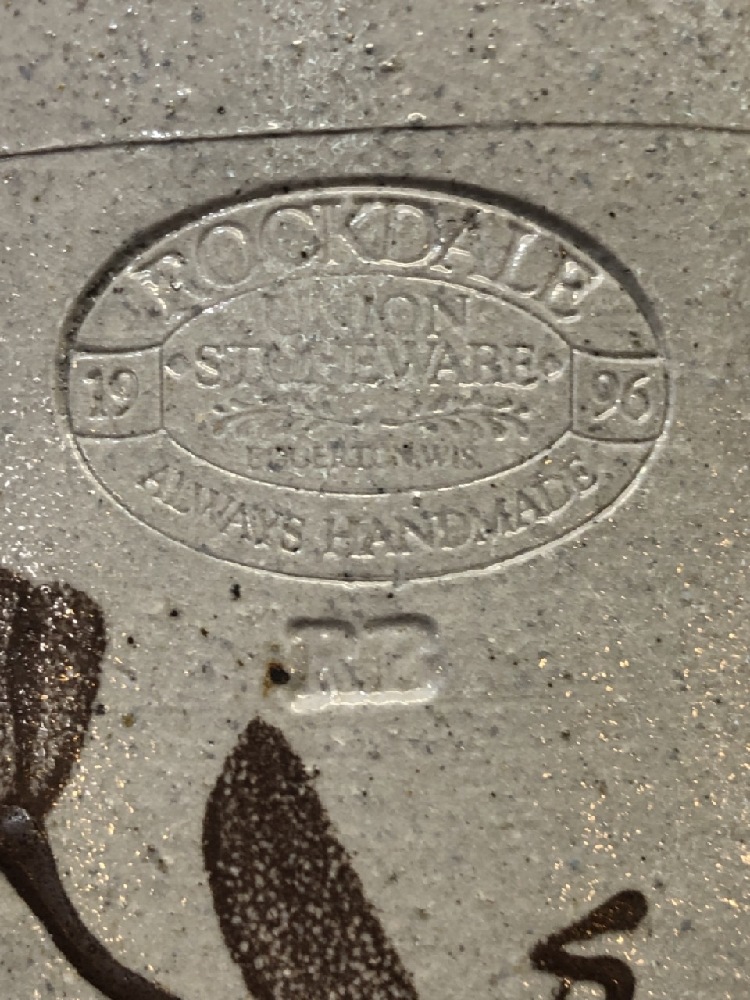 ROCKDALE
UNION
STONEWARE
19 96
EDGERTON, WIS.
ALWAYS HANDMADE